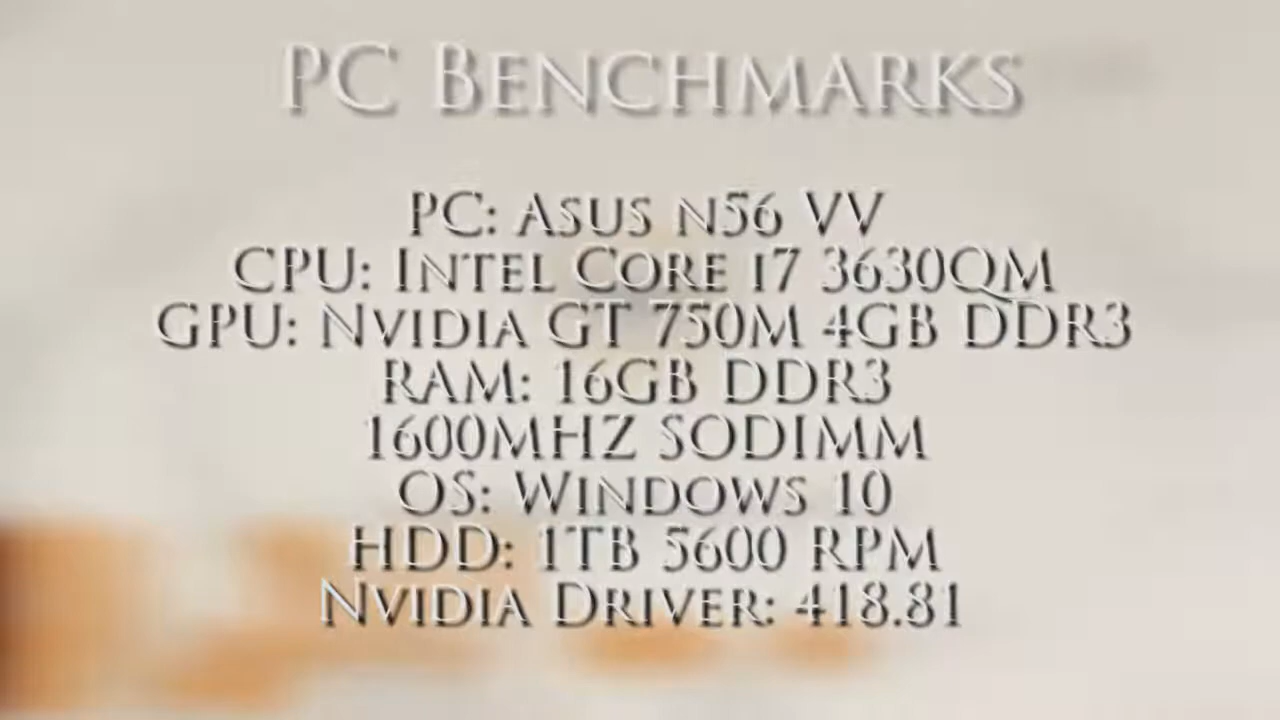 PC Benchmarks
PC: Asus n56 VV
CPU: Intel Core i7 3630QM
GPU: Nvidia GT 750M 4GB DDR3
RAM: 16GB DDR3
1600MHZ SODIMM
OS: Windows 10
HDD: 1TB 5600 RPM
Nvidia Driver: 418.81